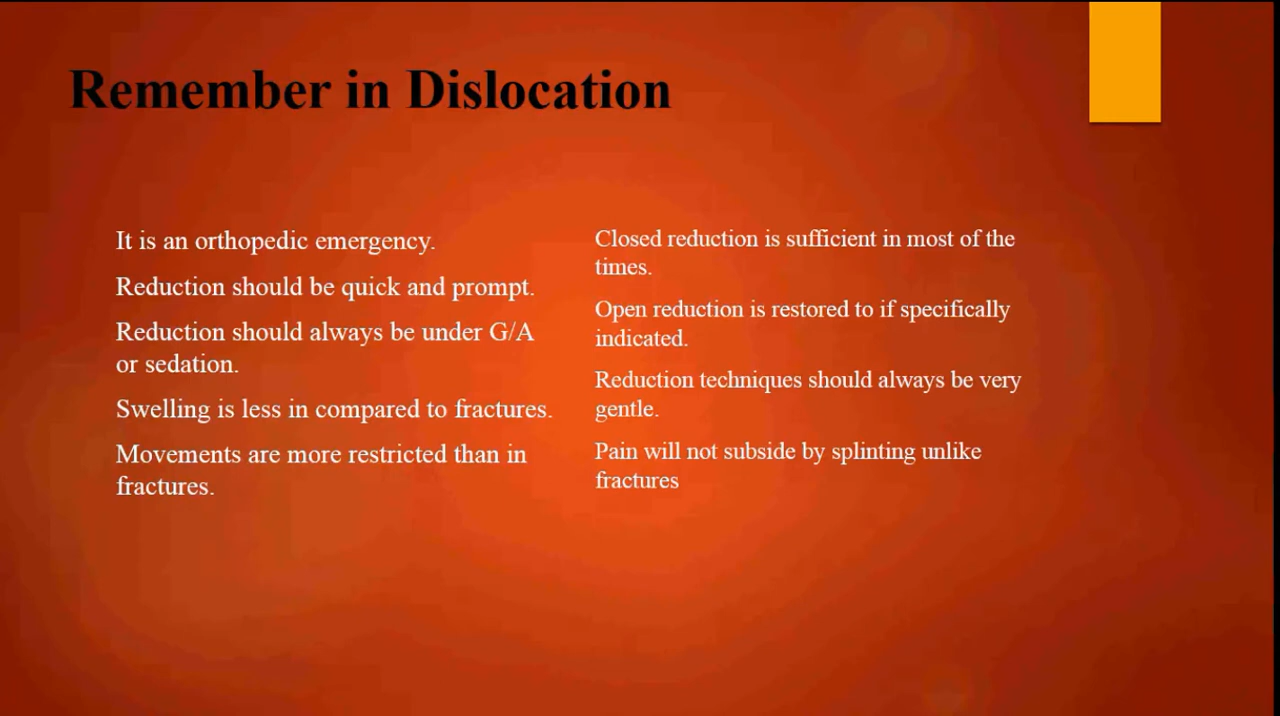 Remember in Dislocation
It is an orthopedic emergency.
Reduction should be quick and prompt.
Reduction should always be under G/A
or sedation.
Swelling is less in compared to fractures.
Movements are more restricted than in
fractures.
Closed reduction is sufficient in most of the
times.
Open reduction is restored to if specifically
indicated.
Reduction techniques should always be very
gentle.
Pain will not subside by splinting unlike
fractures